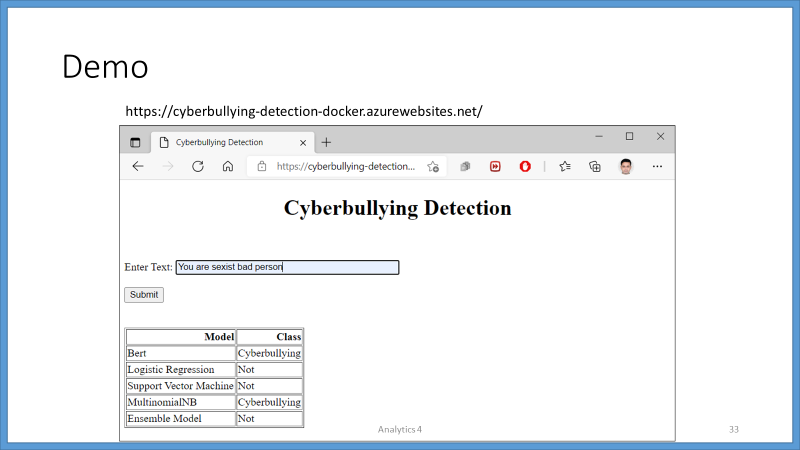 Demo
https://cyberbullying-detection-docker.azurewebsites.net/
Cyberbullying Detection
https://cyberbullying-detection...
Cyberbullying Detection
Enter Text: You are sexist bad person
Submit
Model Class
Bert Cyberbullying
Logistic Regression Not
Support Vector Machine Not
MultinomialNB Cyberbullying
Ensemble Model Not
Analytics 4 33